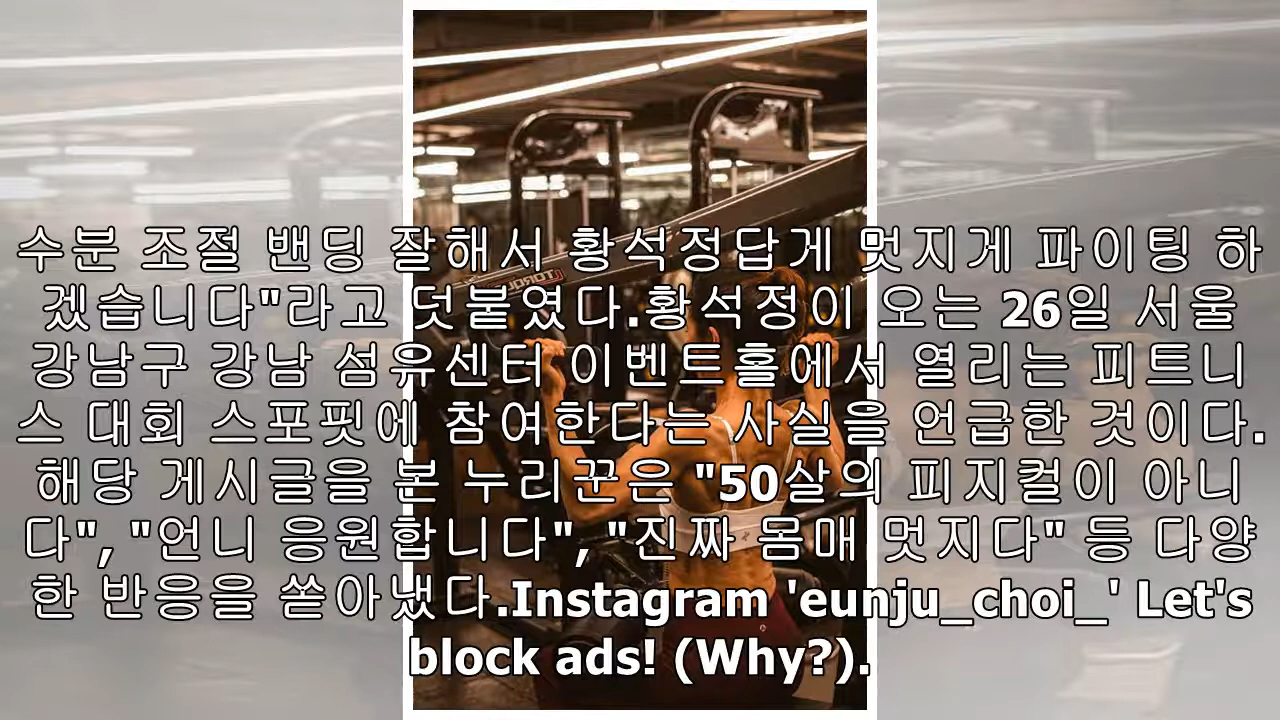 수분 조절 밴딩 잘해서 황석정답게 멋지게 파이팅 하
겠습니다"라고 덧붙였다.황석정이 오는 26일 서울
강남구 강남 섬유센터 이벤트홀에서 열리는 피트니
스 대회 스포핏에 참여한다는 사실을 언급한 것이다.
해당 게시글을 본 누리꾼은 "50살의 피지컬이 아니
다", "언니 응원합니다", "진짜 몸매 멋지다" 등 다양
한 반응을 쏟아냈다.Instagram 'eunju_choi_' Let's
block ads! (Why?).